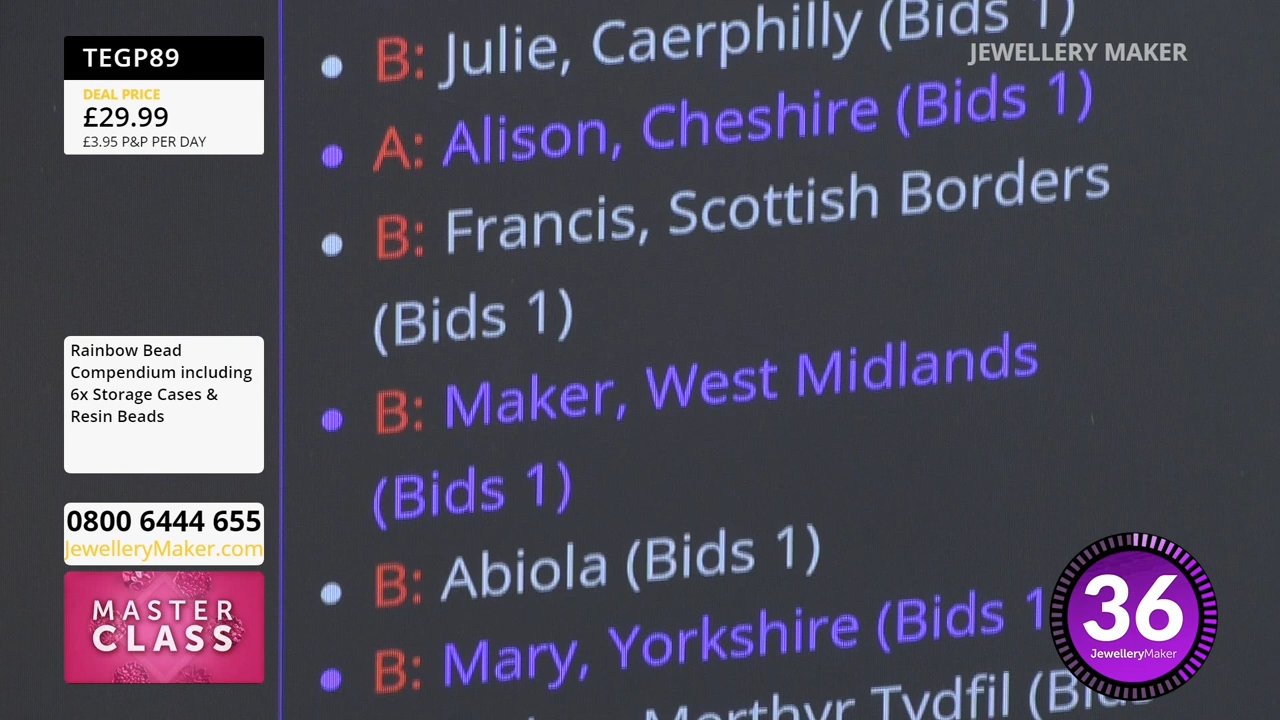 TEGP89
DEAL PRICE
£29.99
£3.95 P&P PER DAY
Rainbow Bead
Compendium including
6x Storage Cases &
Resin Beads
0800 6444 655
JewelleryMaker.com
MASTER
CLASS
JEWELLERY MAKER
• B: Julie, Caerphilly (Bids 1)
• A: Alison, Cheshire (Bids 1)
• B: Francis, Scottish Borders
(Bids 1)
• B: Maker, West Midlands
(Bids 1)
• B: Abiola (Bids 1)
• B: Mary, Yorkshire (Bids 1
Merthyr Tydfil (Bids
36
JewelleryMaker